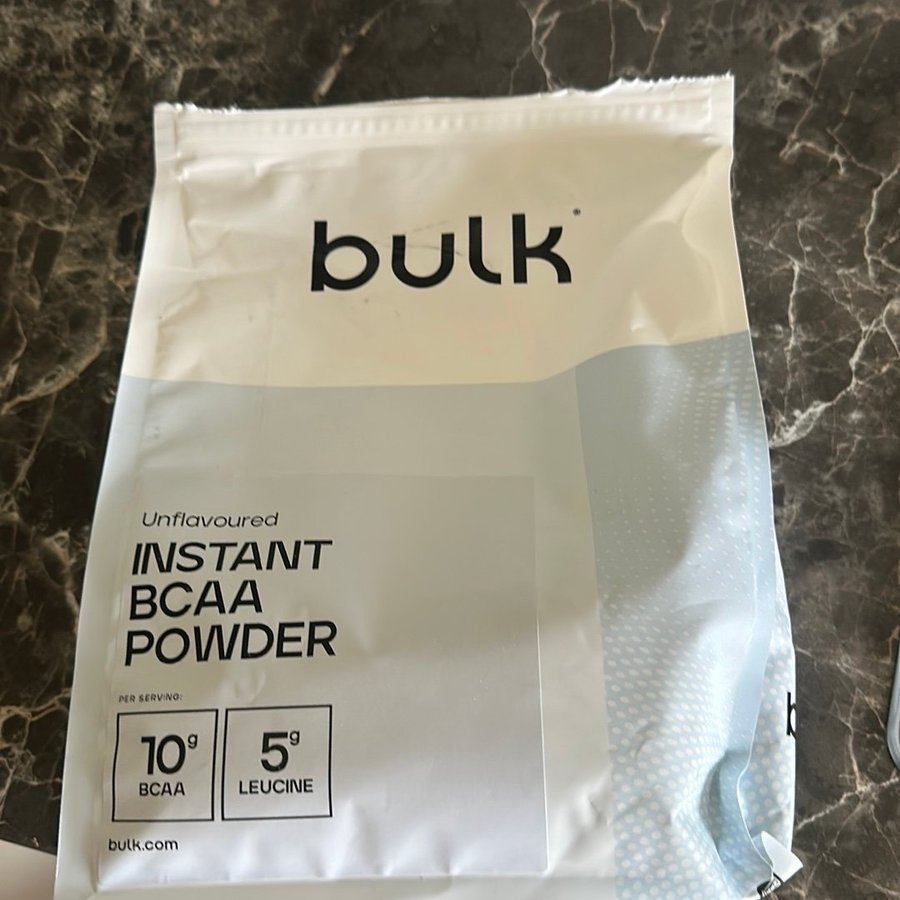 bulk®
Unflavoured
INSTANT
BCAA
POWDER
PER SERVING:
10g
BCAA
5g
LEUCINE
bulk.com
b